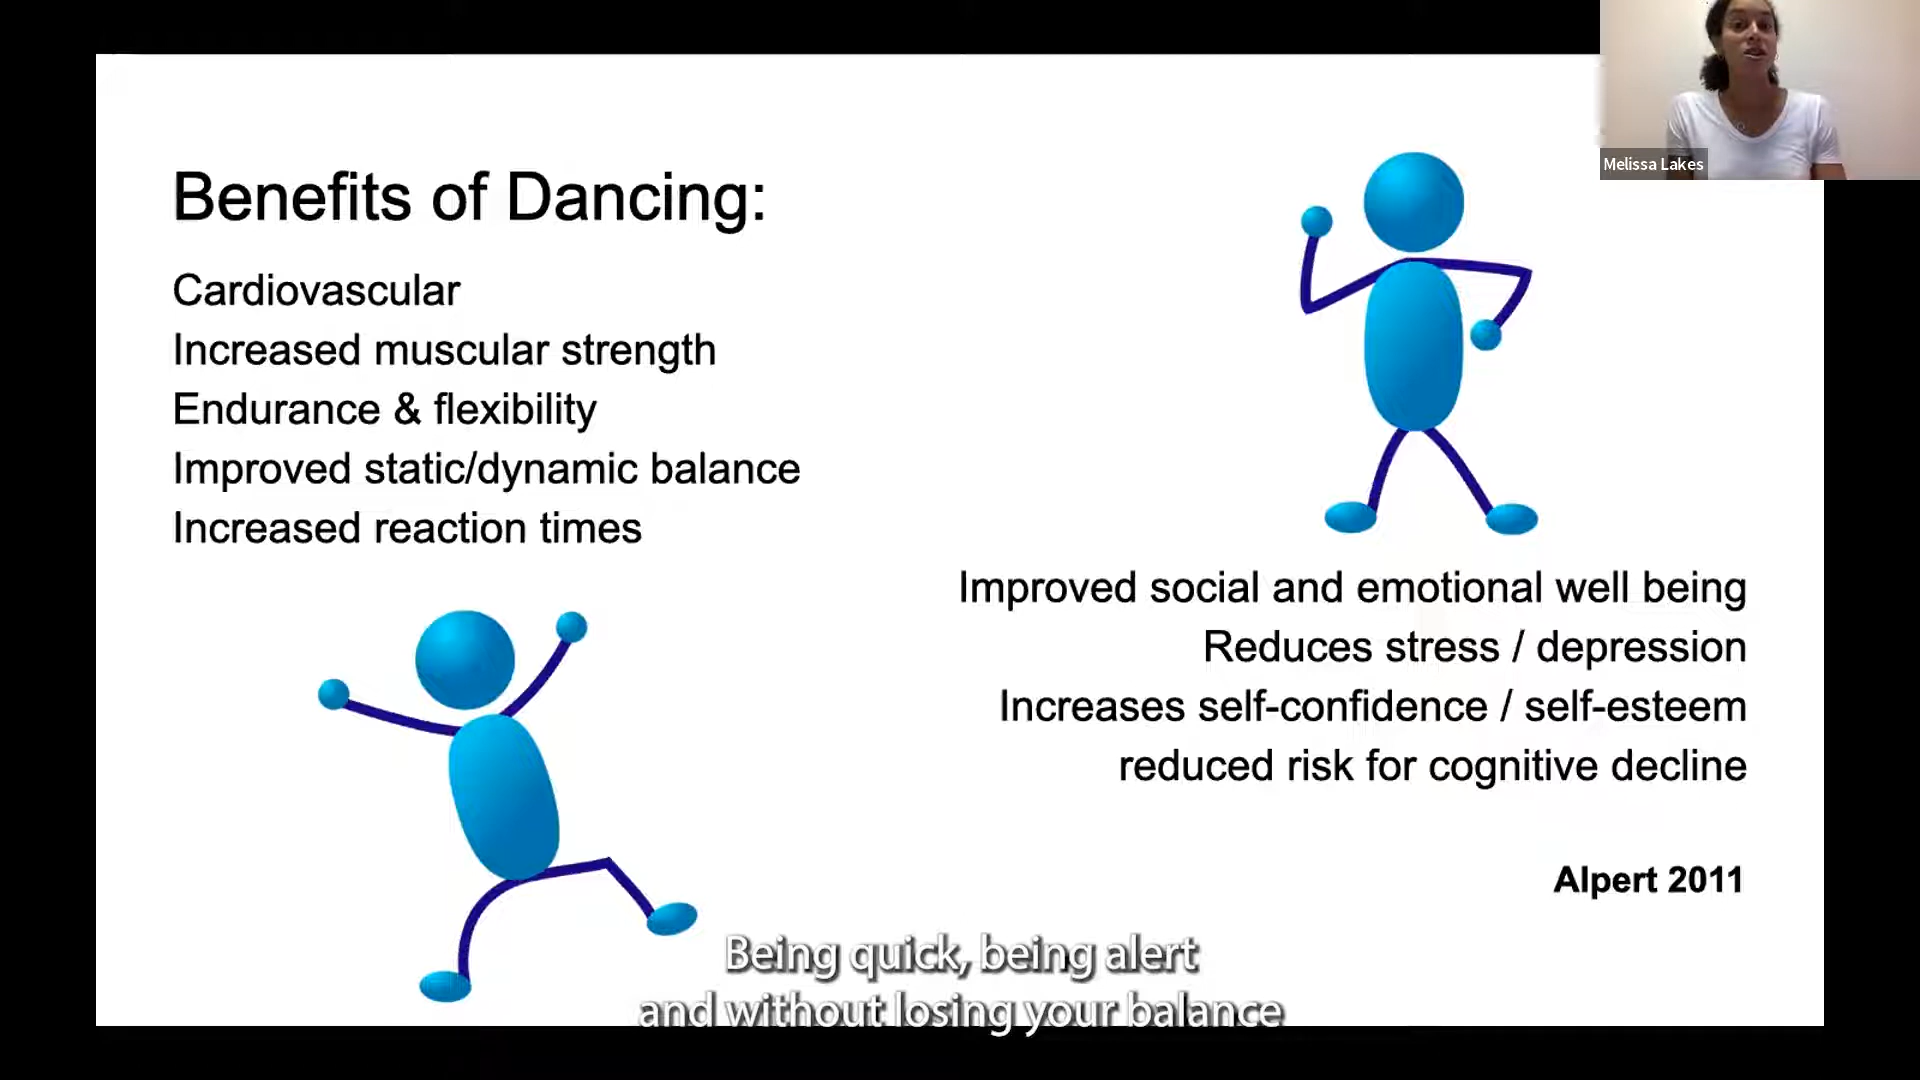 Melissa Lakes
Benefits of Dancing:
Cardiovascular
Increased muscular strength
Endurance & flexibility
Improved static/dynamic balance
Increased reaction times
Improved social and emotional well being
Reduces stress / depression
Increases self-confidence / self-esteem
reduced risk for cognitive decline
Alpert 2011
Being quick, being alert
and without losing your balance